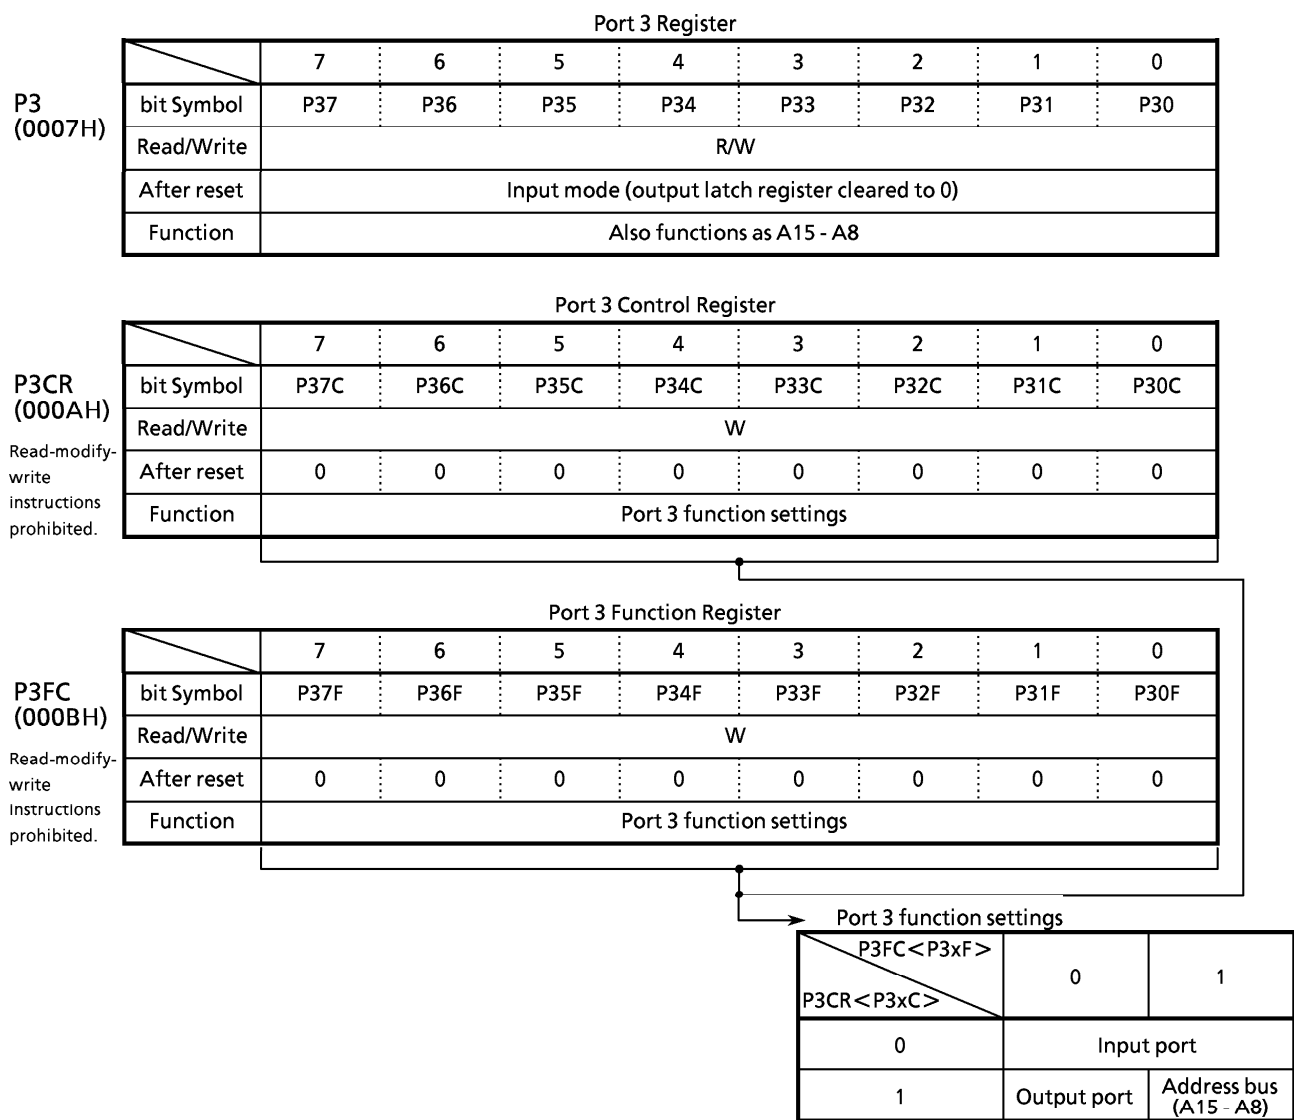 Port 3 Register
7 6 5 4 3 2 1 0
P3
(0007H)
bit Symbol P37 P36 P35 P34 P33 P32 P31 P30
Read/Write R/W
After reset Input mode (output latch register cleared to 0)
Function Also functions as A15 - A8
Port 3 Control Register
7 6 5 4 3 2 1 0
P3CR
(000AH)
Read-modify-
write
instructions
prohibited.
bit Symbol P37C P36C P35C P34C P33C P32C P31C P30C
Read/Write W
After reset 0 0 0 0 0 0 0 0
Function Port 3 function settings
Port 3 Function Register
7 6 5 4 3 2 1 0
P3FC
(000BH)
Read-modify-
write
instructions
prohibited.
bit Symbol P37F P36F P35F P34F P33F P32F P31F P30F
Read/Write W
After reset 0 0 0 0 0 0 0 0
Function Port 3 function settings
Port 3 function settings
P3FC<P3xF> 0 1
P3CR<P3xC>
0 Input port
1 Output port Address bus
(A15 - A8)